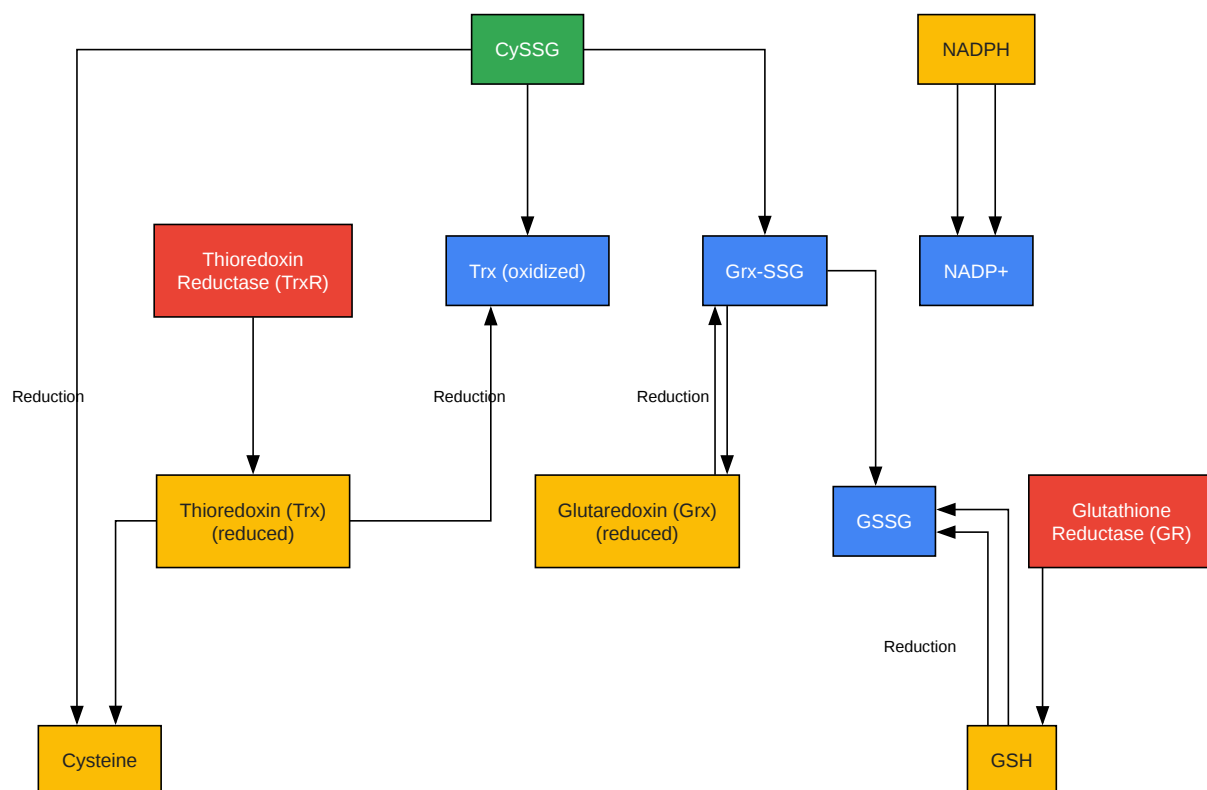 CySSG
NADPH
Thioredoxin
Reductase (TrxR)
Trx (oxidized)
Grx-SSG
NADP+
Reduction
Reduction
Reduction
Thioredoxin (Trx)
(reduced)
Glutaredoxin (Grx)
(reduced)
GSSG
Glutathione
Reductase (GR)
Reduction
Cysteine
GSH